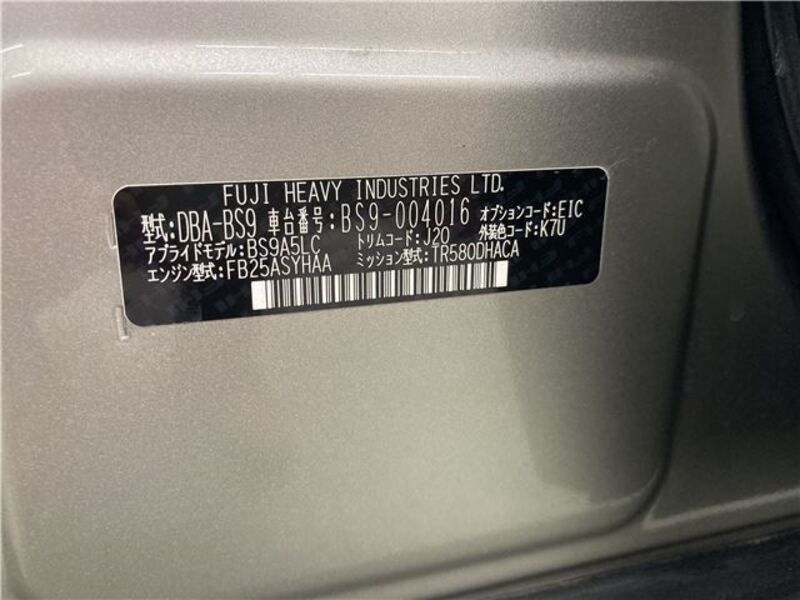 FUJI HEAVY INDUSTRIES LTD.
型式:DBA-BS9 車台番号:BS9-004016 オプションコード:EIC
アプライドモデル:BS9A5LC トリムコード:J20 外装色コード:K7U
エンジン型式:FB25ASYHAA ミッション型式:TR580DHACA